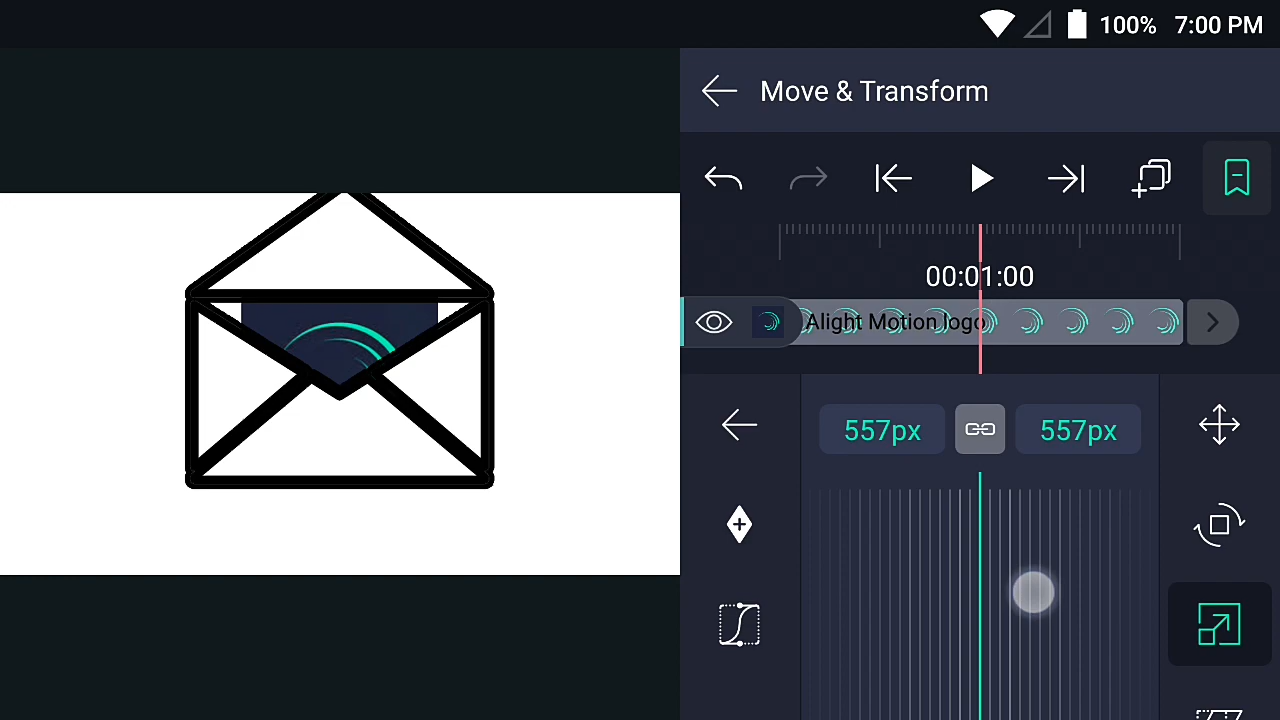 100% 7:00 PM
Move & Transform
00:01:00
Alight Motion logo
557px 557px